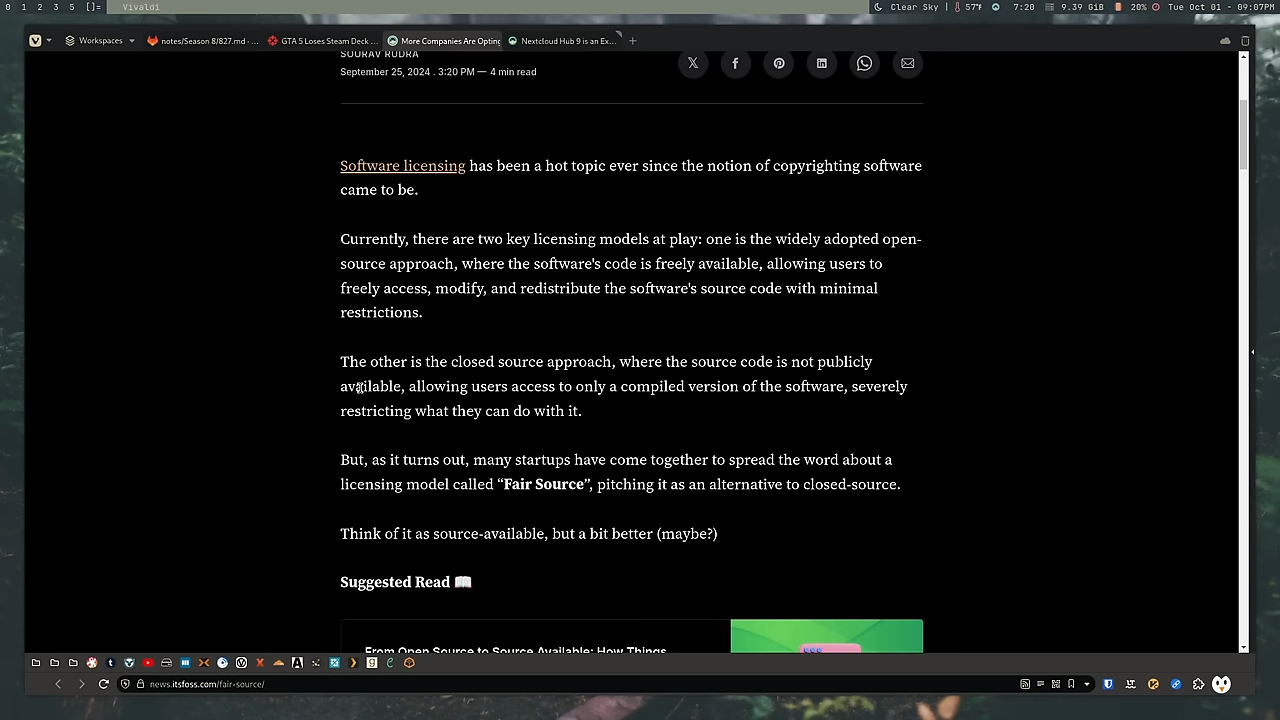 0 1 2 3 5 []= Vivaldi Clear Sky | 57°F 7:20 9.39 GiB 20% Tue Oct 01 - 09:07PM
Workspaces notes/Season 8/827.md - ... GTA 5 Loses Steam Deck ... More Companies Are Opting Nextcloud Hub 9 is an Ex...
SOURAV RUDRA
September 25, 2024 . 3:20 PM — 4 min read
Software licensing has been a hot topic ever since the notion of copyrighting software
came to be.
Currently, there are two key licensing models at play: one is the widely adopted open-
source approach, where the software's code is freely available, allowing users to
freely access, modify, and redistribute the software's source code with minimal
restrictions.
The other is the closed source approach, where the source code is not publicly
available, allowing users access to only a compiled version of the software, severely
restricting what they can do with it.
But, as it turns out, many startups have come together to spread the word about a
licensing model called “Fair Source”, pitching it as an alternative to closed-source.
Think of it as source-available, but a bit better (maybe?)
Suggested Read 📖
From Open Source to Source Available: How Things
news.itsfoss.com/fair-source/